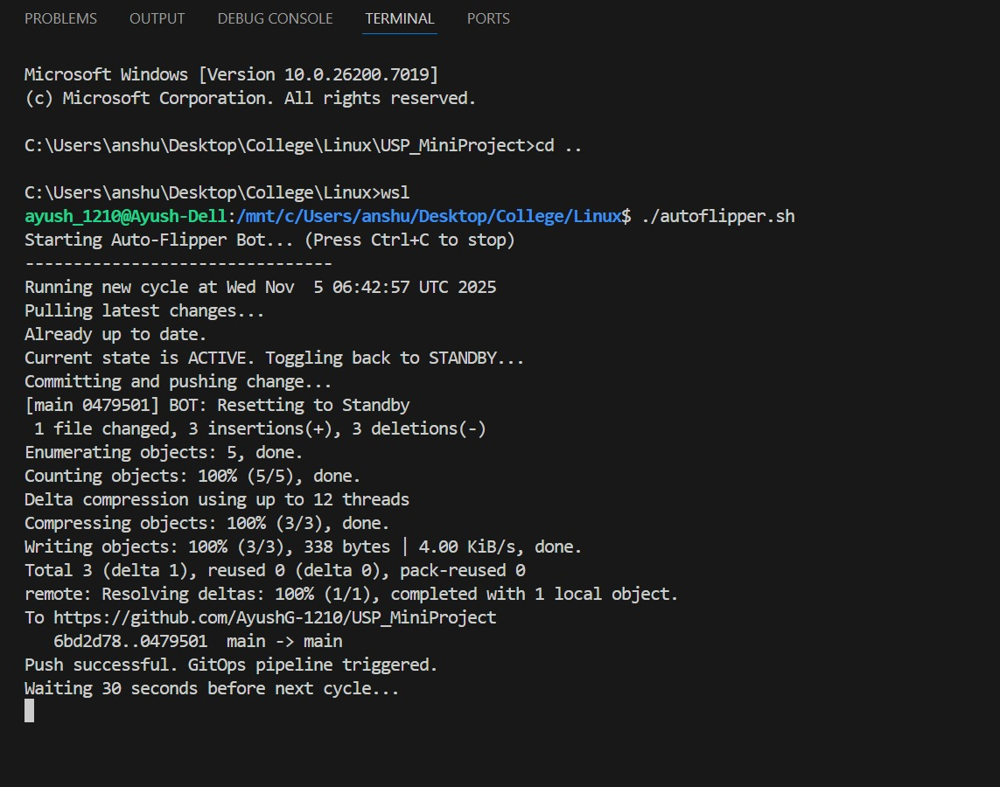 PROBLEMS OUTPUT DEBUG CONSOLE TERMINAL PORTS
Microsoft Windows [Version 10.0.26200.7019]
(c) Microsoft Corporation. All rights reserved.
C:\Users\anshu\Desktop\College\Linux\USP_MiniProject>cd ..
C:\Users\anshu\Desktop\College\Linux>wsl
ayush_1210@Ayush-Dell:/mnt/c/Users/anshu/Desktop/College/Linux$ ./autoflipper.sh
Starting Auto-Flipper Bot... (Press Ctrl+C to stop)
--------------------------------
Running new cycle at Wed Nov  5 06:42:57 UTC 2025
Pulling latest changes...
Already up to date.
Current state is ACTIVE. Toggling back to STANDBY...
Committing and pushing change...
[main 0479501] BOT: Resetting to Standby
 1 file changed, 3 insertions(+), 3 deletions(-)
Enumerating objects: 5, done.
Counting objects: 100% (5/5), done.
Delta compression using up to 12 threads
Compressing objects: 100% (3/3), done.
Writing objects: 100% (3/3), 338 bytes | 4.00 KiB/s, done.
Total 3 (delta 1), reused 0 (delta 0), pack-reused 0
remote: Resolving deltas: 100% (1/1), completed with 1 local object.
To https://github.com/AyushG-1210/USP_MiniProject
   6bd2d78..0479501  main -> main
Push successful. GitOps pipeline triggered.
Waiting 30 seconds before next cycle...